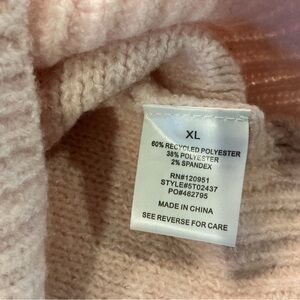 XL
60% RECYCLED POLYESTER
38% POLYESTER
2% SPANDEX
RN#120951
STYLE#5T02437
PO#462795
MADE IN CHINA
SEE REVERSE FOR CARE